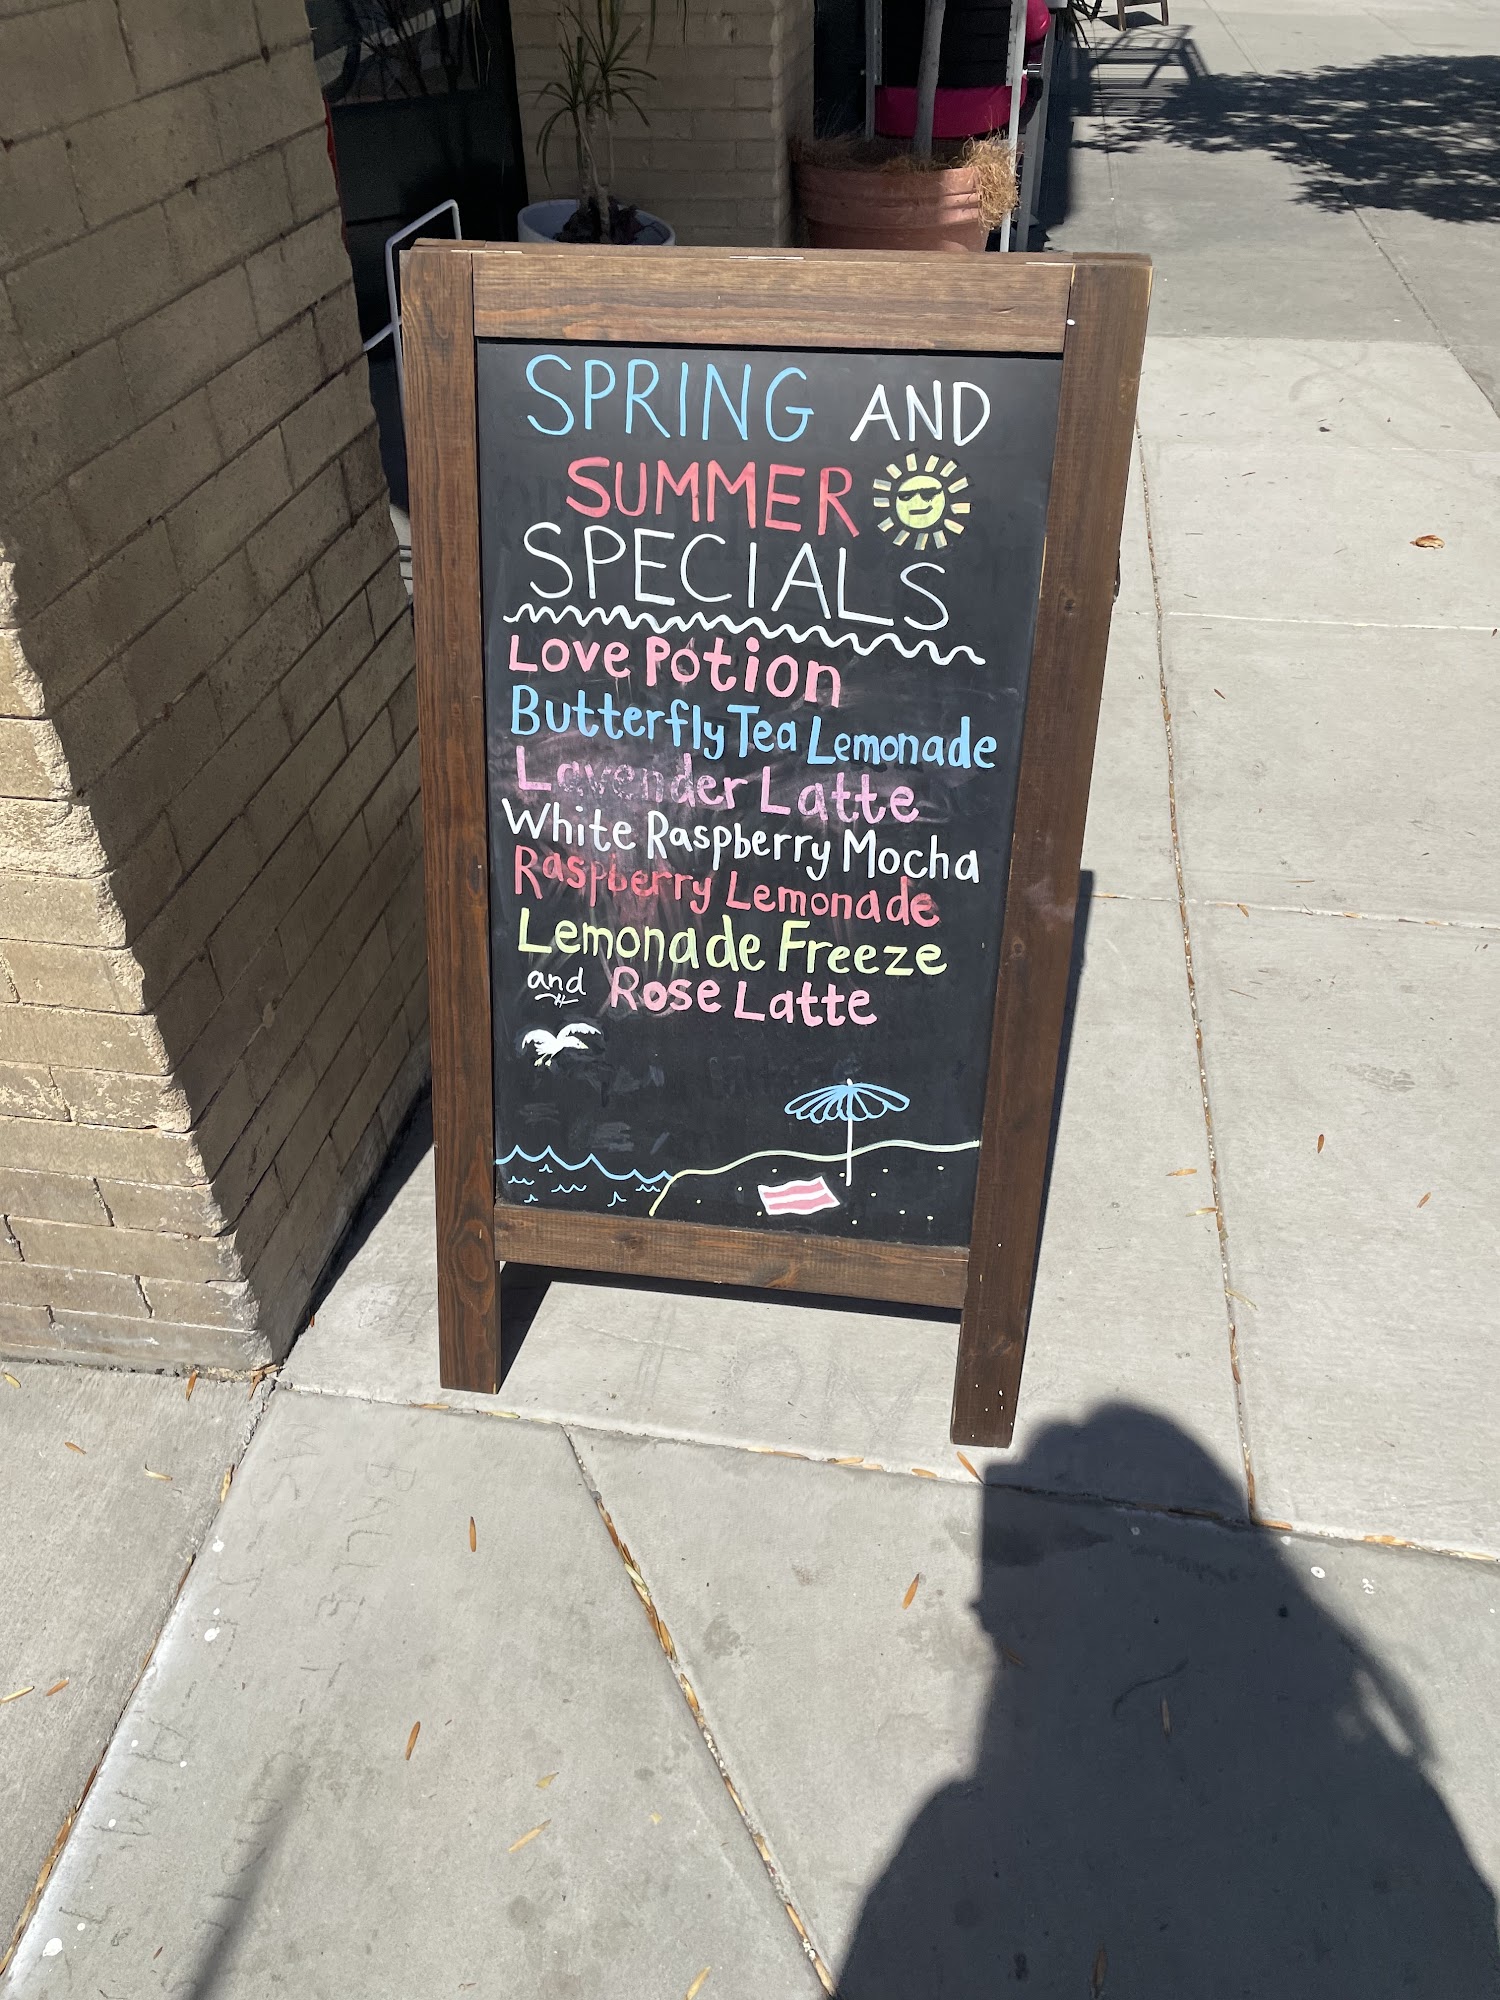 SPRING AND
SUMMER
SPECIALS
Love Potion
Butterfly Tea Lemonade
Lavender Latte
White Raspberry Mocha
Raspberry Lemonade
Lemonade Freeze
and Rose Latte